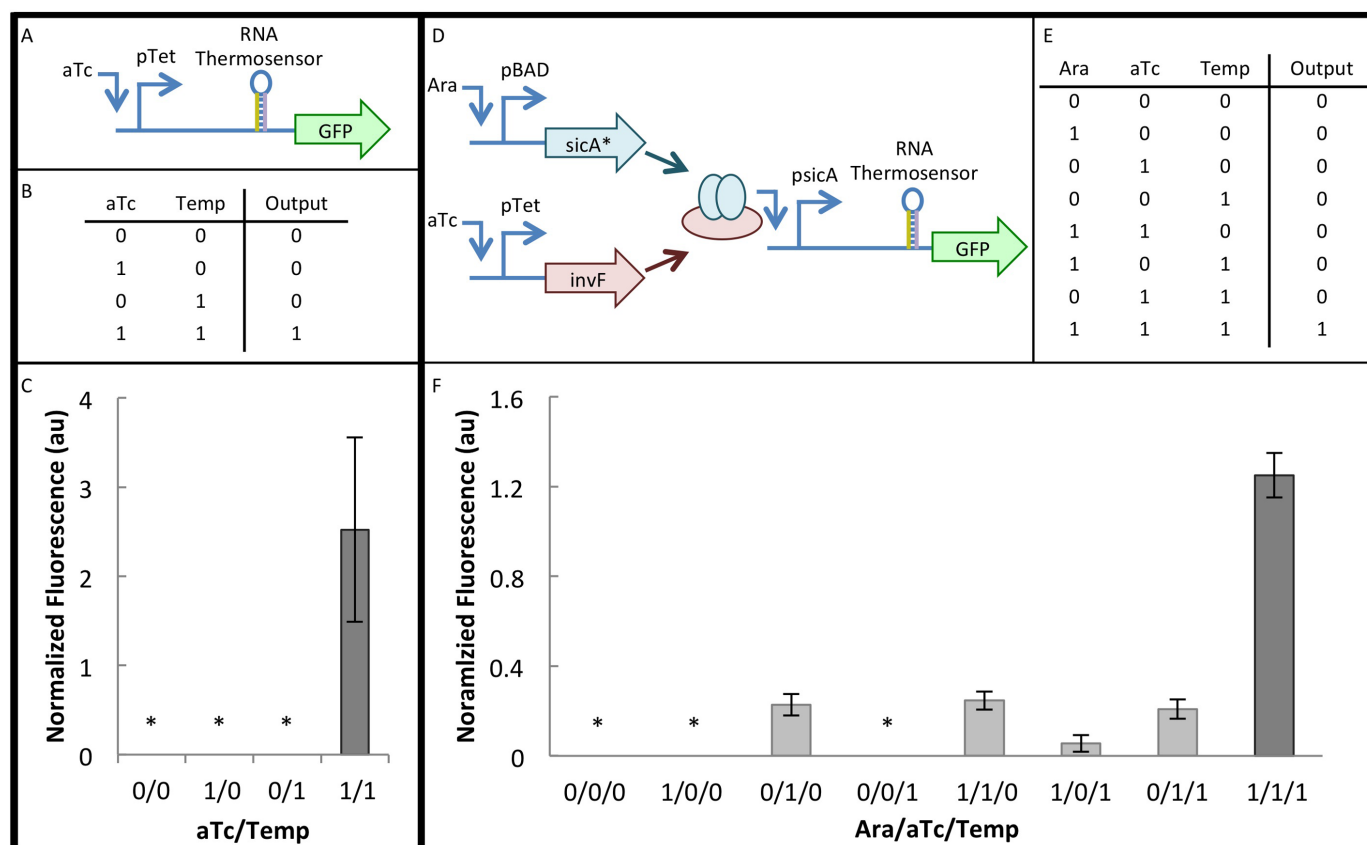 A
aTc
pTet
RNA
Thermosensor
GFP
B
aTc Temp Output
0 0 0
1 0 0
0 1 0
1 1 1
C
Normalized Fluorescence (au)
4
3
2
1
0
* * *
0/0 1/0 0/1 1/1
aTc/Temp
D
Ara
pBAD
sicA*
aTc
pTet
invF
psicA
RNA
Thermosensor
GFP
E
Ara aTc Temp Output
0 0 0 0
1 0 0 0
0 1 0 0
0 0 1 0
1 1 0 0
1 0 1 0
0 1 1 0
1 1 1 1
F
Noramlzied Fluorescence (au)
1.6
1.2
0.8
0.4
0
* * *
0/0/0 1/0/0 0/1/0 0/0/1 1/1/0 1/0/1 0/1/1 1/1/1
Ara/aTc/Temp